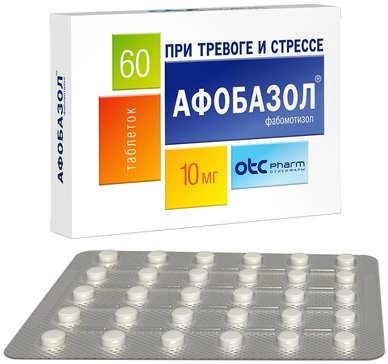 60
ПРИ ТРЕВОГЕ И СТРЕССЕ
таблеток
АФОБАЗОЛ®
фабомотизол
10 мг
otc pharm
ОТИСИФАРМ
АФОБАЗОЛ®